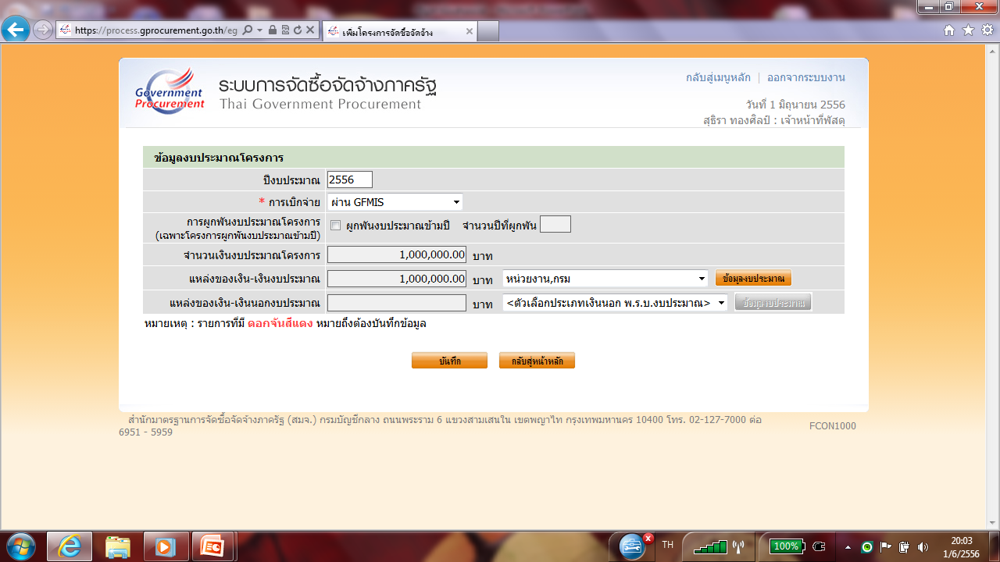 https://process.gprocurement.go.th/eg
เพิ่มโครงการจัดซื้อจัดจ้าง
Government
Procurement
ระบบการจัดซื้อจัดจ้างภาครัฐ
Thai Government Procurement
กลับสู่เมนูหลัก | ออกจากระบบงาน
วันที่ 1 มิถุนายน 2556
สุธิรา ทองศิลป์ : เจ้าหน้าที่พัสดุ
ข้อมูลงบประมาณโครงการ
ปีงบประมาณ 2556
* การเบิกจ่าย ผ่าน GFMIS
การผูกพันงบประมาณโครงการ
(เฉพาะโครงการผูกพันงบประมาณข้ามปี) ผูกพันงบประมาณข้ามปี จำนวนปีที่ผูกพัน
จำนวนเงินงบประมาณโครงการ 1,000,000.00 บาท
แหล่งของเงิน-เงินงบประมาณ 1,000,000.00 บาท หน่วยงาน,กรม ข้อมูลงบประมาณ
แหล่งของเงิน-เงินนอกงบประมาณ บาท <ตัวเลือกประเภทเงินนอก พ.ร.บ.งบประมาณ> ข้อมูลงบประมาณ
หมายเหตุ : รายการที่มี ดอกจันสีแดง หมายถึงต้องบันทึกข้อมูล
บันทึก กลับสู่หน้าหลัก
สำนักมาตรฐานการจัดซื้อจัดจ้างภาครัฐ (สมจ.) กรมบัญชีกลาง ถนนพระราม 6 แขวงสามเสนใน เขตพญาไท กรุงเทพมหานคร 10400 โทร. 02-127-7000 ต่อ
6951 - 5959
FCON1000
TH
100%
20:03
1/6/2556